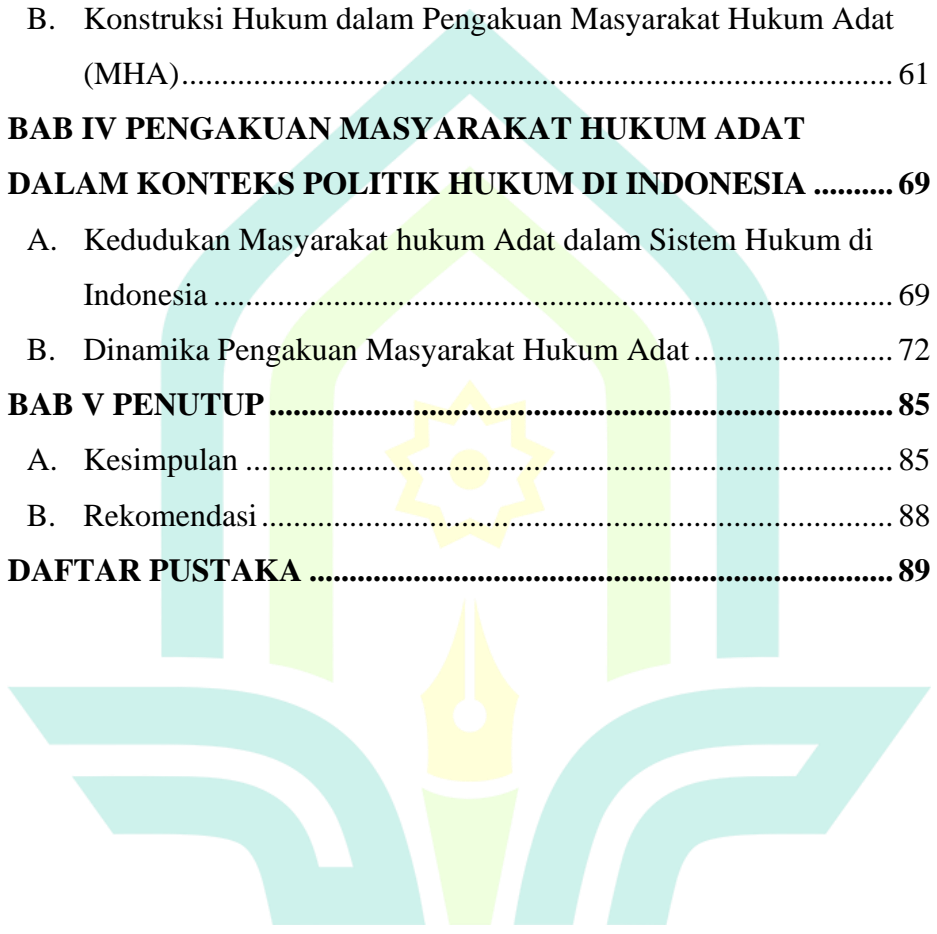 B. Konstruksi Hukum dalam Pengakuan Masyarakat Hukum Adat
(MHA)........................................................................... 61
BAB IV PENGAKUAN MASYARAKAT HUKUM ADAT
DALAM KONTEKS POLITIK HUKUM DI INDONESIA .......... 69
A. Kedudukan Masyarakat hukum Adat dalam Sistem Hukum di
Indonesia ........................................................................ 69
B. Dinamika Pengakuan Masyarakat Hukum Adat ..................... 72
BAB V PENUTUP .................................................................. 85
A. Kesimpulan .................................................................... 85
B. Rekomendasi ................................................................... 88
DAFTAR PUSTAKA .............................................................. 89